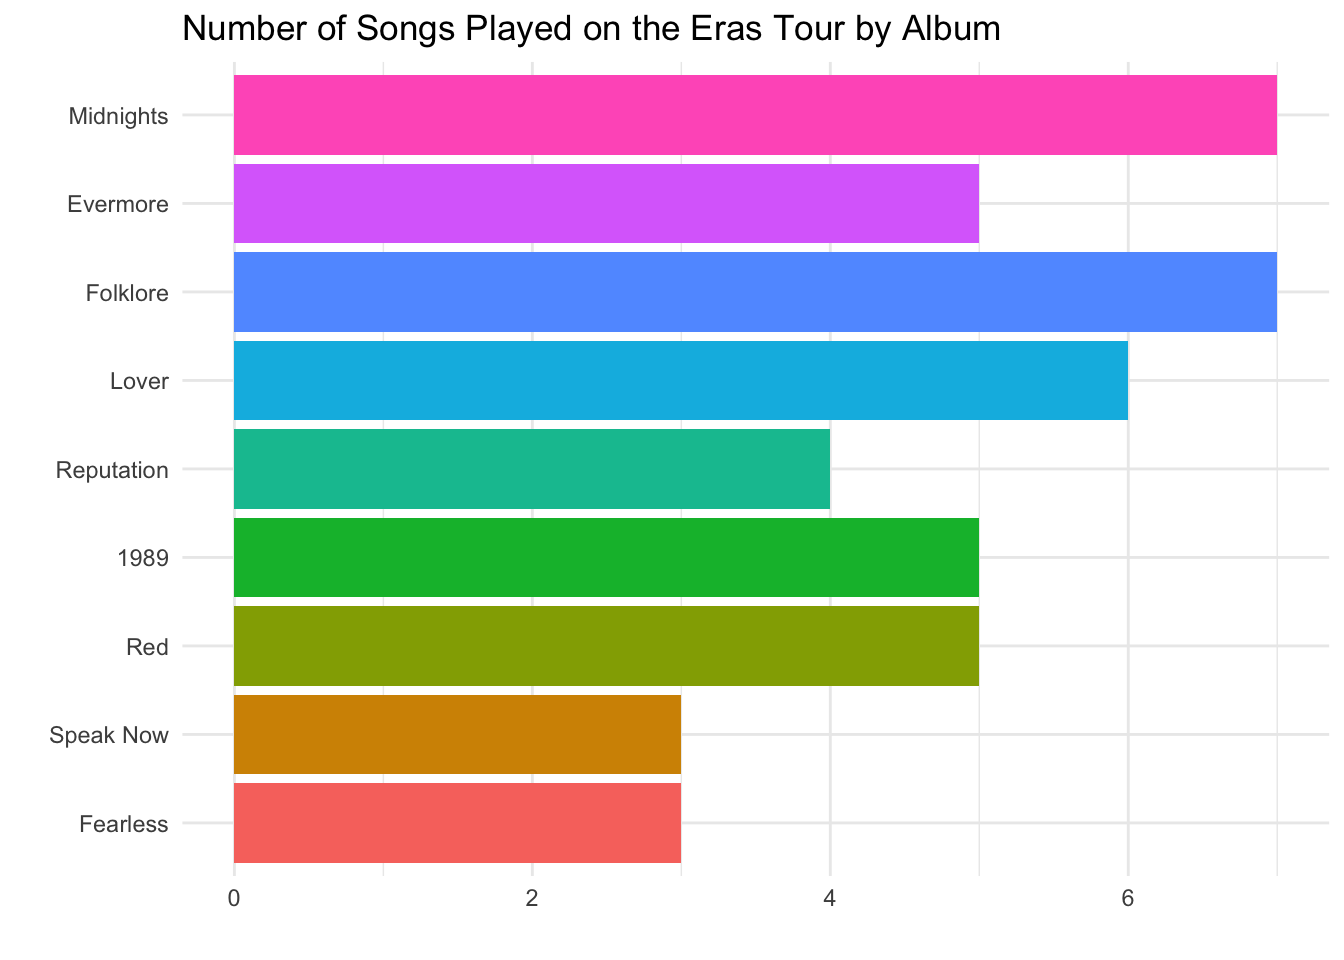 Number of Songs Played on the Eras Tour by Album
Midnights
Evermore
Folklore
Lover
Reputation
1989
Red
Speak Now
Fearless
0 2 4 6